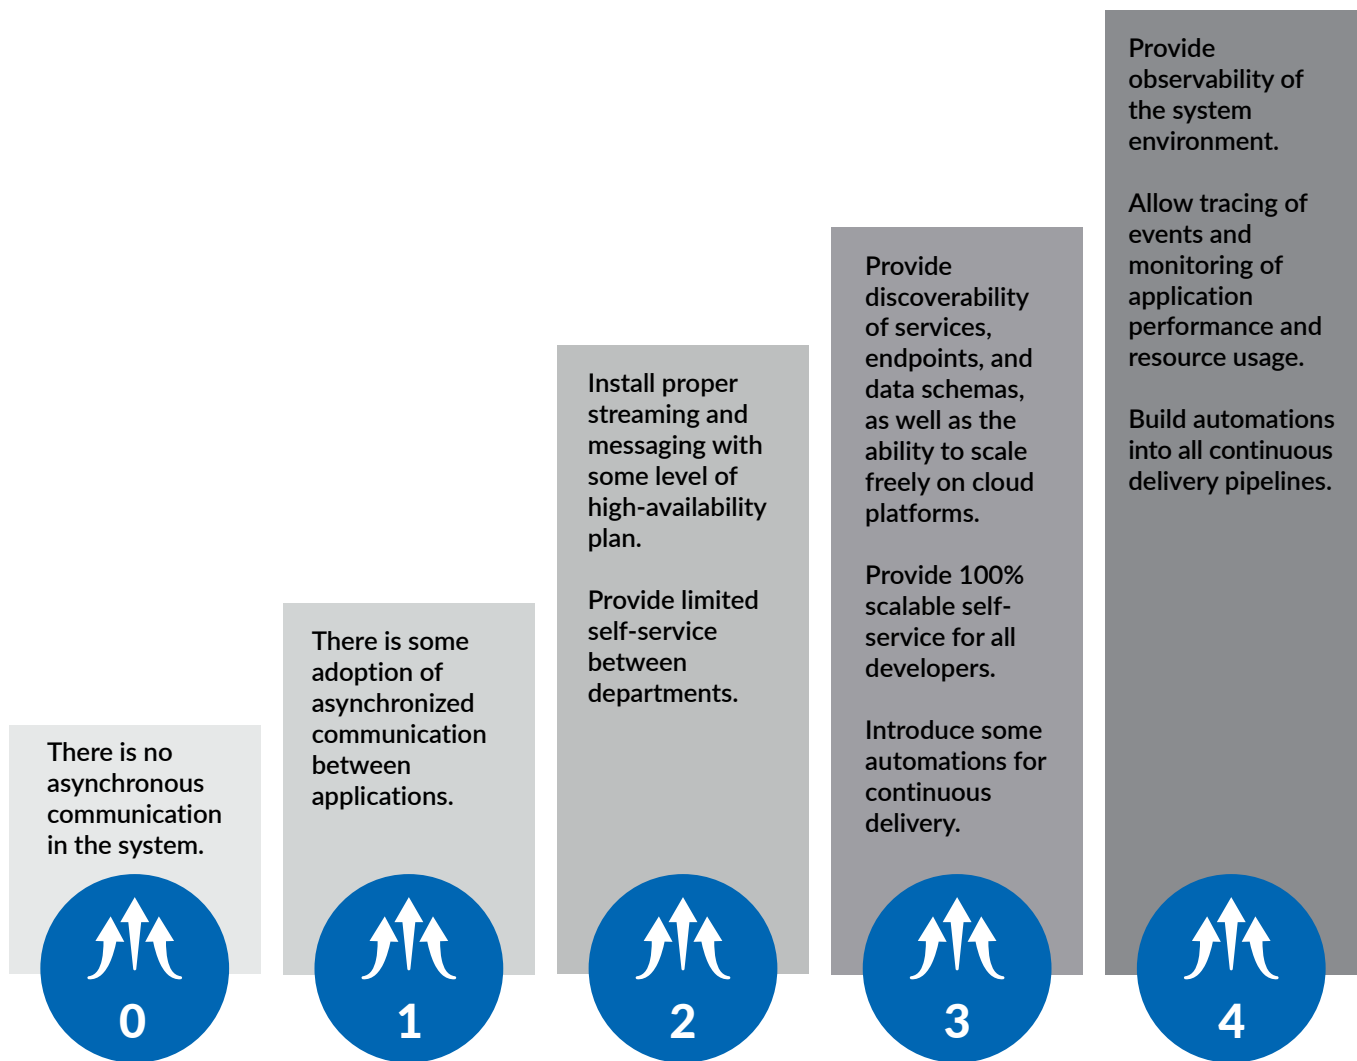 There is no
asynchronous
communication
in the system.
0
There is some
adoption of
asynchronized
communication
between
applications.
1
Install proper
streaming and
messaging with
some level of
high-availability
plan.
Provide limited
self-service
between
departments.
2
Provide
discoverability
of services,
endpoints, and
data schemas,
as well as the
ability to scale
freely on cloud
platforms.
Provide 100%
scalable self-
service for all
developers.
Introduce some
automations for
continuous
delivery.
3
Provide
observability of
the system
environment.
Allow tracing of
events and
monitoring of
application
performance and
resource usage.
Build automations
into all continuous
delivery pipelines.
4